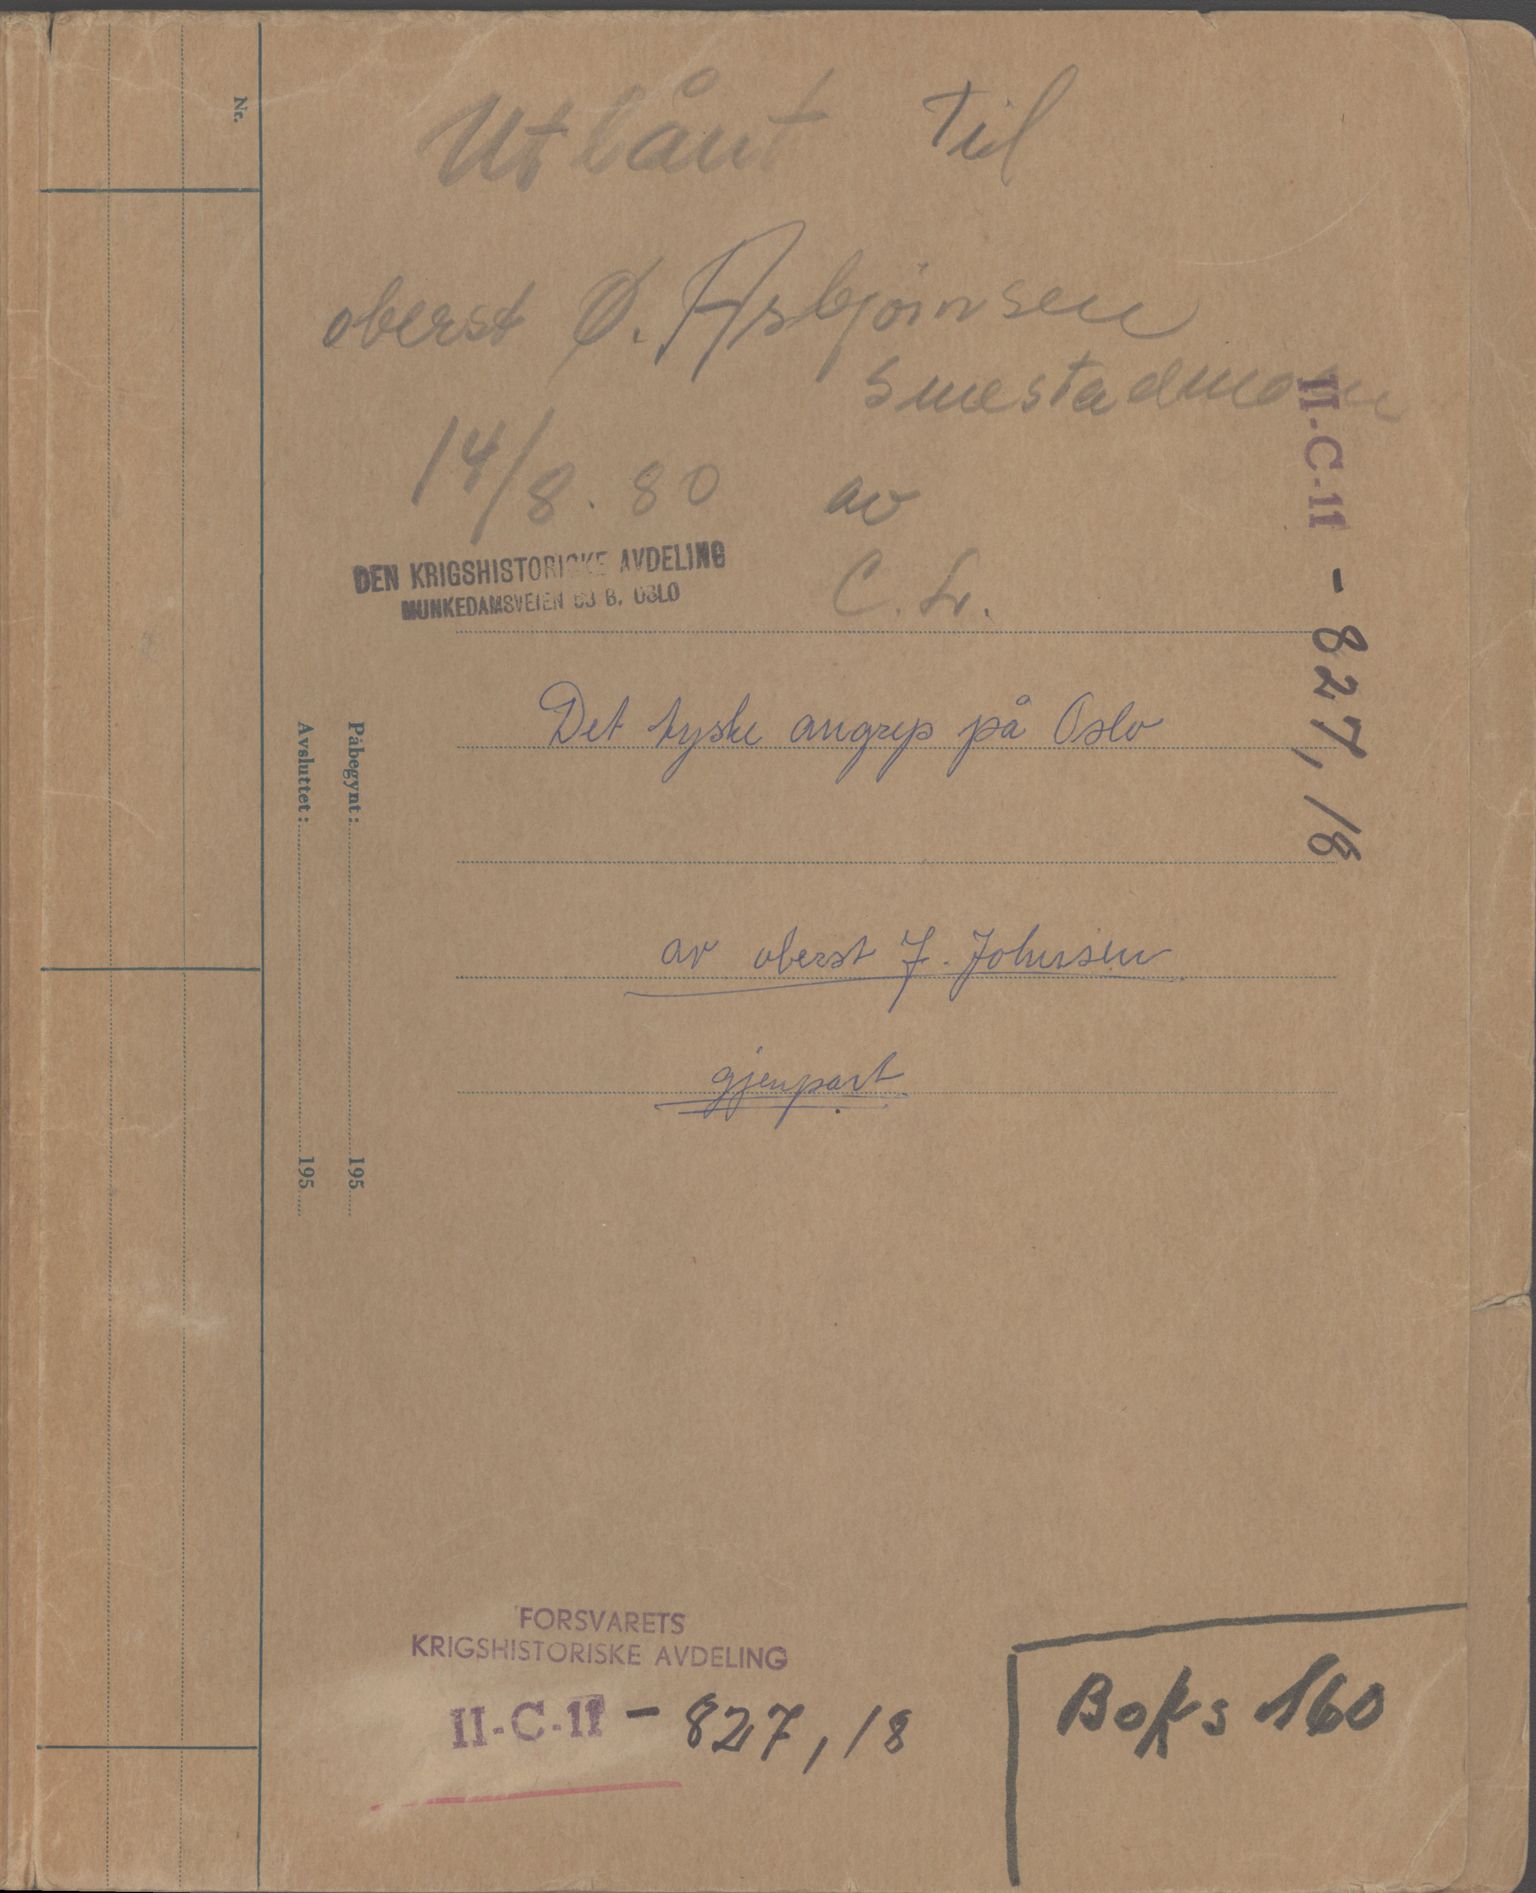 Nr.
Utlånt til
oberst Ø. Asbjørnsen
Smestadmoen
14/8. 80 av
C. Lr.
DEN KRIGSHISTORISKE AVDELING
MUNKEDAMSVEIEN B. OSLO
II-C-11 - 827, 18
Det tyske angrep på Oslo
av oberst J. Johnsen
gjenpart
Påbegynt: 195
Avsluttet: 195
FORSVARETS
KRIGSHISTORISKE AVDELING
II-C-11 - 827, 18
Boks 160